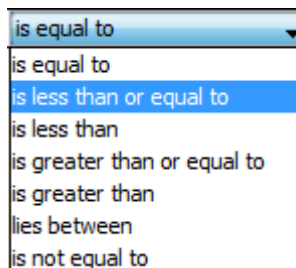 is equal to
is equal to
is less than or equal to
is less than
is greater than or equal to
is greater than
lies between
is not equal to